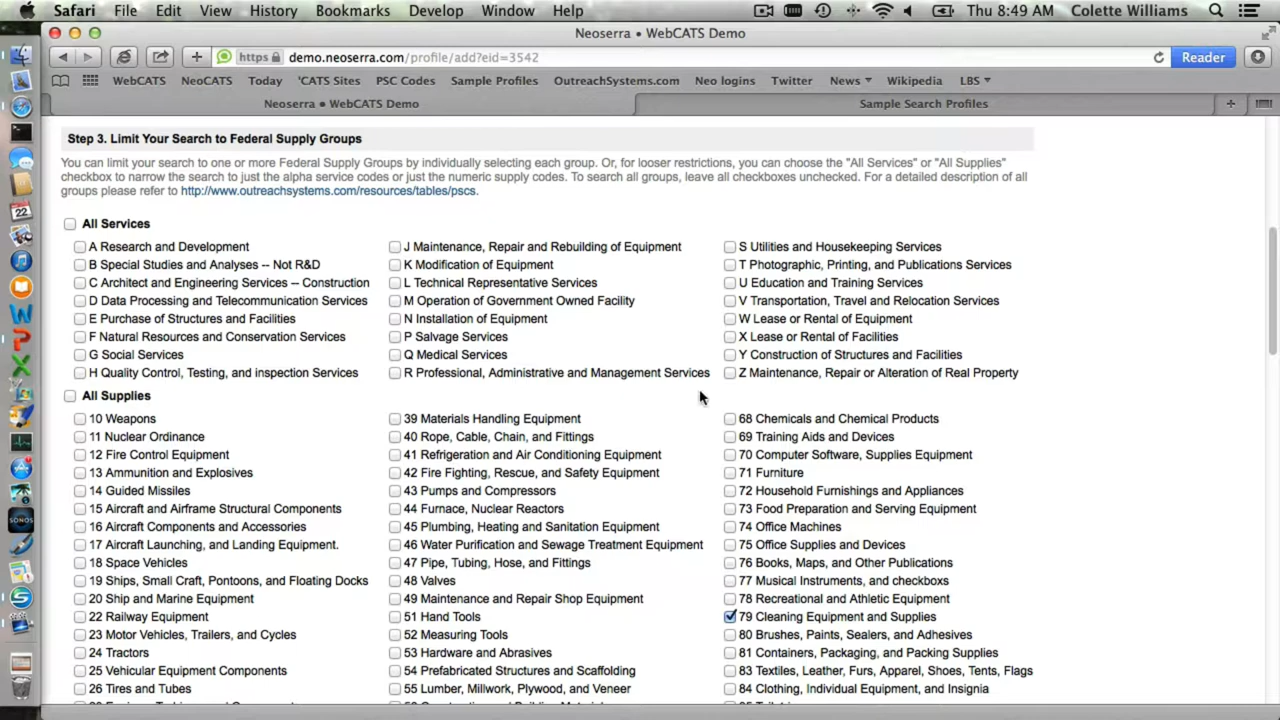 Safari File Edit View History Bookmarks Develop Window Help Thu 8:49 AM Colette Williams
Neoserra • WebCATS Demo
https demo.neoserra.com/profile/add?eid=3542 Reader
WebCATS NeoCATS Today 'CATS Sites PSC Codes Sample Profiles OutreachSystems.com Neo logins Twitter News Wikipedia LBS
Neoserra • WebCATS Demo Sample Search Profiles
Step 3. Limit Your Search to Federal Supply Groups
You can limit your search to one or more Federal Supply Groups by individually selecting each group. Or, for looser restrictions, you can choose the "All Services" or "All Supplies"
checkbox to narrow the search to just the alpha service codes or just the numeric supply codes. To search all groups, leave all checkboxes unchecked. For a detailed description of all
groups please refer to http://www.outreachsystems.com/resources/tables/pscs.
All Services
A Research and Development J Maintenance, Repair and Rebuilding of Equipment S Utilities and Housekeeping Services
B Special Studies and Analyses -- Not R&D K Modification of Equipment T Photographic, Printing, and Publications Services
C Architect and Engineering Services -- Construction L Technical Representative Services U Education and Training Services
D Data Processing and Telecommunication Services M Operation of Government Owned Facility V Transportation, Travel and Relocation Services
E Purchase of Structures and Facilities N Installation of Equipment W Lease or Rental of Equipment
F Natural Resources and Conservation Services P Salvage Services X Lease or Rental of Facilities
G Social Services Q Medical Services Y Construction of Structures and Facilities
H Quality Control, Testing, and inspection Services R Professional, Administrative and Management Services Z Maintenance, Repair or Alteration of Real Property
All Supplies
10 Weapons 39 Materials Handling Equipment 68 Chemicals and Chemical Products
11 Nuclear Ordinance 40 Rope, Cable, Chain, and Fittings 69 Training Aids and Devices
12 Fire Control Equipment 41 Refrigeration and Air Conditioning Equipment 70 Computer Software, Supplies Equipment
13 Ammunition and Explosives 42 Fire Fighting, Rescue, and Safety Equipment 71 Furniture
14 Guided Missiles 43 Pumps and Compressors 72 Household Furnishings and Appliances
15 Aircraft and Airframe Structural Components 44 Furnace, Nuclear Reactors 73 Food Preparation and Serving Equipment
16 Aircraft Components and Accessories 45 Plumbing, Heating and Sanitation Equipment 74 Office Machines
17 Aircraft Launching, and Landing Equipment. 46 Water Purification and Sewage Treatment Equipment 75 Office Supplies and Devices
18 Space Vehicles 47 Pipe, Tubing, Hose, and Fittings 76 Books, Maps, and Other Publications
19 Ships, Small Craft, Pontoons, and Floating Docks 48 Valves 77 Musical Instruments, and checkboxs
20 Ship and Marine Equipment 49 Maintenance and Repair Shop Equipment 78 Recreational and Athletic Equipment
22 Railway Equipment 51 Hand Tools 79 Cleaning Equipment and Supplies
23 Motor Vehicles, Trailers, and Cycles 52 Measuring Tools 80 Brushes, Paints, Sealers, and Adhesives
24 Tractors 53 Hardware and Abrasives 81 Containers, Packaging, and Packing Supplies
25 Vehicular Equipment Components 54 Prefabricated Structures and Scaffolding 83 Textiles, Leather, Furs, Apparel, Shoes, Tents, Flags
26 Tires and Tubes 55 Lumber, Millwork, Plywood, and Veneer 84 Clothing, Individual Equipment, and Insignia